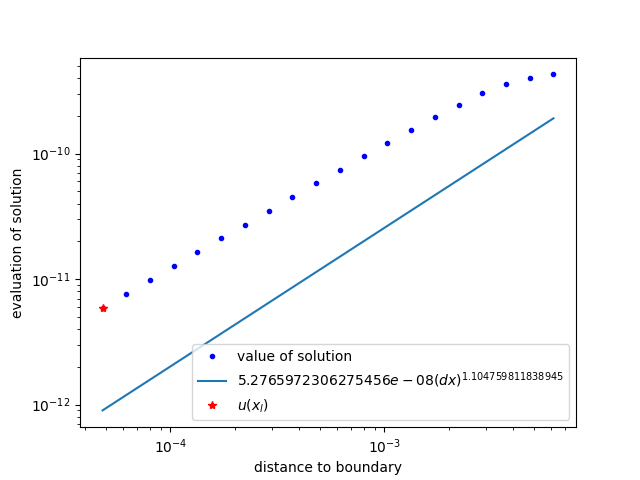 10⁻¹⁰
10⁻¹¹
10⁻¹²
evaluation of solution
value of solution
5.2765972306275456e − 08(dx)^1.104759811838945
u(x_l)
10⁻⁴
10⁻³
distance to boundary